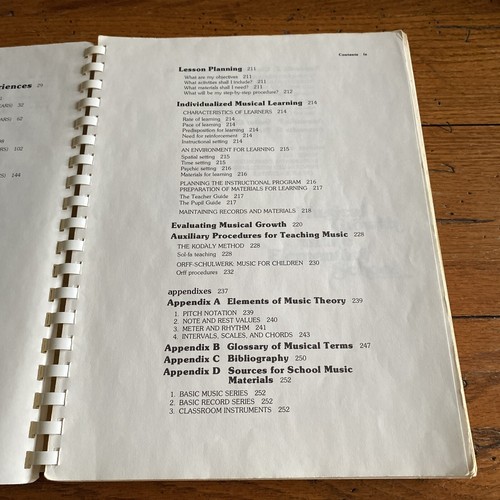 riences 26
32
62
102
144
Contents ix
Lesson Planning 211
What are my objectives 211
What activities shall I include? 211
What materials shall I need? 211
What will be my step-by-step procedure? 212
Individualized Musical Learning 214
CHARACTERISTICS OF LEARNERS 214
Rate of learning 214
Pace of learning 214
Predisposition for learning 214
Need for reinforcement 214
Instructional setting 214
AN ENVIRONMENT FOR LEARNING 215
Spatial setting 215
Time setting 215
Psychic setting 216
Materials for learning 216
PLANNING THE INSTRUCTIONAL PROGRAM 216
PREPARATION OF MATERIALS FOR LEARNING 217
The Teacher Guide 217
The Pupil Guide 217
MAINTAINING RECORDS AND MATERIALS 218
Evaluating Musical Growth 220
Auxiliary Procedures for Teaching Music 228
THE KODALY METHOD 228
Sol-fa teaching 228
ORFF-SCHULWERK: MUSIC FOR CHILDREN 230
Orff procedures 232
appendixes 237
Appendix A Elements of Music Theory 239
1. PITCH NOTATION 239
2. NOTE AND REST VALUES 240
3. METER AND RHYTHM 241
4. INTERVALS, SCALES, AND CHORDS 243
Appendix B Glossary of Musical Terms 247
Appendix C Bibliography 250
Appendix D Sources for School Music
Materials 252
1. BASIC MUSIC SERIES 252
2. BASIC RECORD SERIES 252
3. CLASSROOM INSTRUMENTS 252